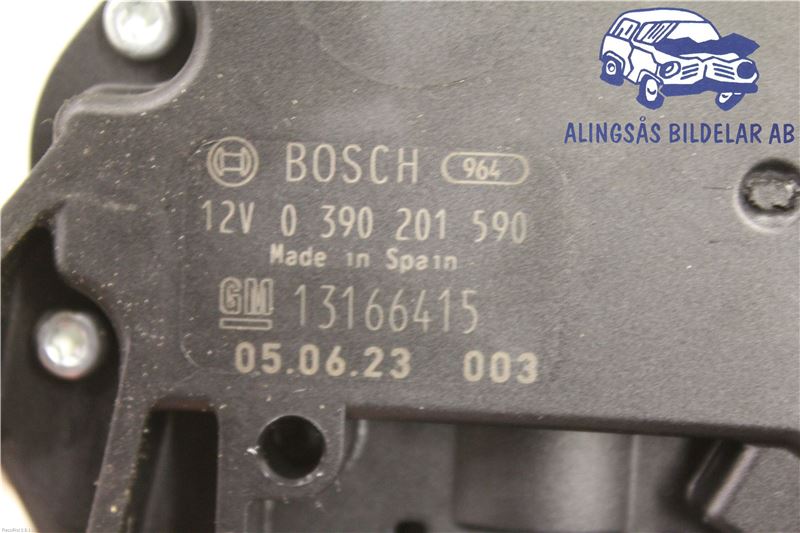 ALINGSÅS BILDELAR AB
BOSCH 964
12V 0 390 201 590
Made in Spain
GM 13166415
05.06.23 003